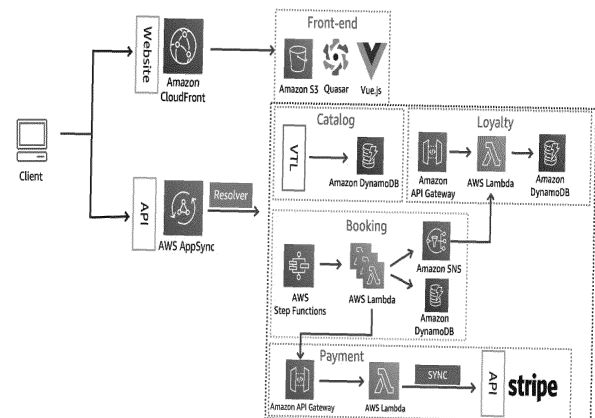 Website
Amazon
CloudFront
Front-end
Amazon S3
Quasar
Vue.js
Client
API
AWS AppSync
Resolver
Catalog
VTL
Amazon DynamoDB
Loyalty
Amazon
API Gateway
AWS Lambda
Amazon
DynamoDB
Booking
AWS
Step Functions
AWS Lambda
Amazon SNS
Amazon
DynamoDB
Payment
Amazon API Gateway
AWS Lambda
SYNC
API
stripe